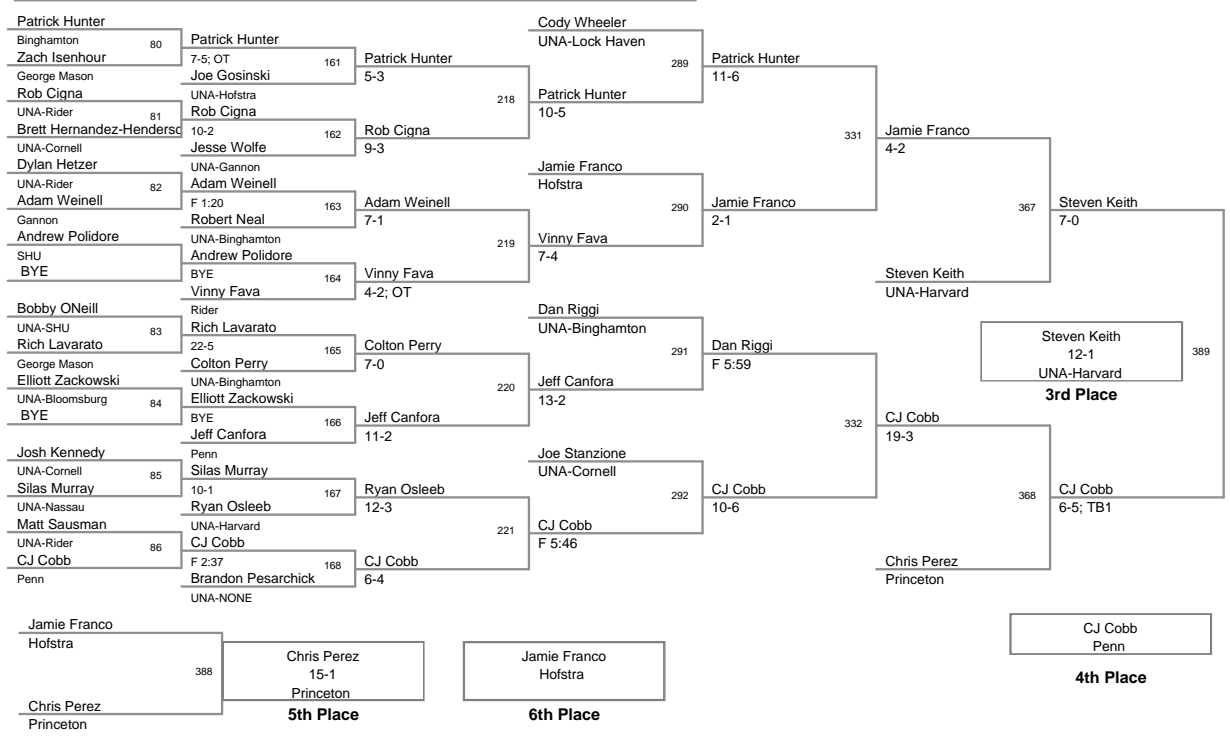 Patrick Hunter
Binghamton
80
Zach Isenhour
George Mason
Rob Cigna
UNA-Rider
81
Brett Hernandez-Henderso
UNA-Cornell
Dylan Hetzer
UNA-Rider
82
Adam Weinell
Gannon
Andrew Polidore
SHU
BYE
Bobby ONeill
UNA-SHU
83
Rich Lavarato
George Mason
Elliott Zackowski
UNA-Bloomsburg
84
BYE
Josh Kennedy
UNA-Cornell
85
Silas Murray
UNA-Nassau
Matt Sausman
UNA-Rider
86
CJ Cobb
Penn
Patrick Hunter
7-5; OT
161
Joe Gosinski
UNA-Hofstra
Rob Cigna
10-2
162
Jesse Wolfe
UNA-Gannon
Adam Weinell
F 1:20
163
Robert Neal
UNA-Binghamton
Andrew Polidore
BYE
164
Vinny Fava
Rider
Rich Lavarato
22-5
165
Colton Perry
UNA-Binghamton
Elliott Zackowski
BYE
166
Jeff Canfora
Penn
Silas Murray
10-1
167
Ryan Osleeb
UNA-Harvard
CJ Cobb
F 2:37
168
Brandon Pesarchick
UNA-NONE
Patrick Hunter
5-3
218
Rob Cigna
9-3
Adam Weinell
7-1
219
Vinny Fava
4-2; OT
Colton Perry
7-0
220
Jeff Canfora
11-2
Ryan Osleeb
12-3
221
CJ Cobb
6-4
Cody Wheeler
UNA-Lock Haven
289
Patrick Hunter
10-5
Jamie Franco
Hofstra
290
Vinny Fava
7-4
Dan Riggi
UNA-Binghamton
291
Jeff Canfora
13-2
Joe Stanzione
UNA-Cornell
292
CJ Cobb
F 5:46
Patrick Hunter
11-6
331
Jamie Franco
2-1
Dan Riggi
F 5:59
332
CJ Cobb
10-6
Jamie Franco
4-2
367
Steven Keith
UNA-Harvard
CJ Cobb
19-3
368
Chris Perez
Princeton
Steven Keith
7-0
389
CJ Cobb
6-5; TB1
Steven Keith
12-1
UNA-Harvard
3rd Place
CJ Cobb
Penn
4th Place
Jamie Franco
Hofstra
388
Chris Perez
Princeton
Chris Perez
15-1
Princeton
5th Place
Jamie Franco
Hofstra
6th Place